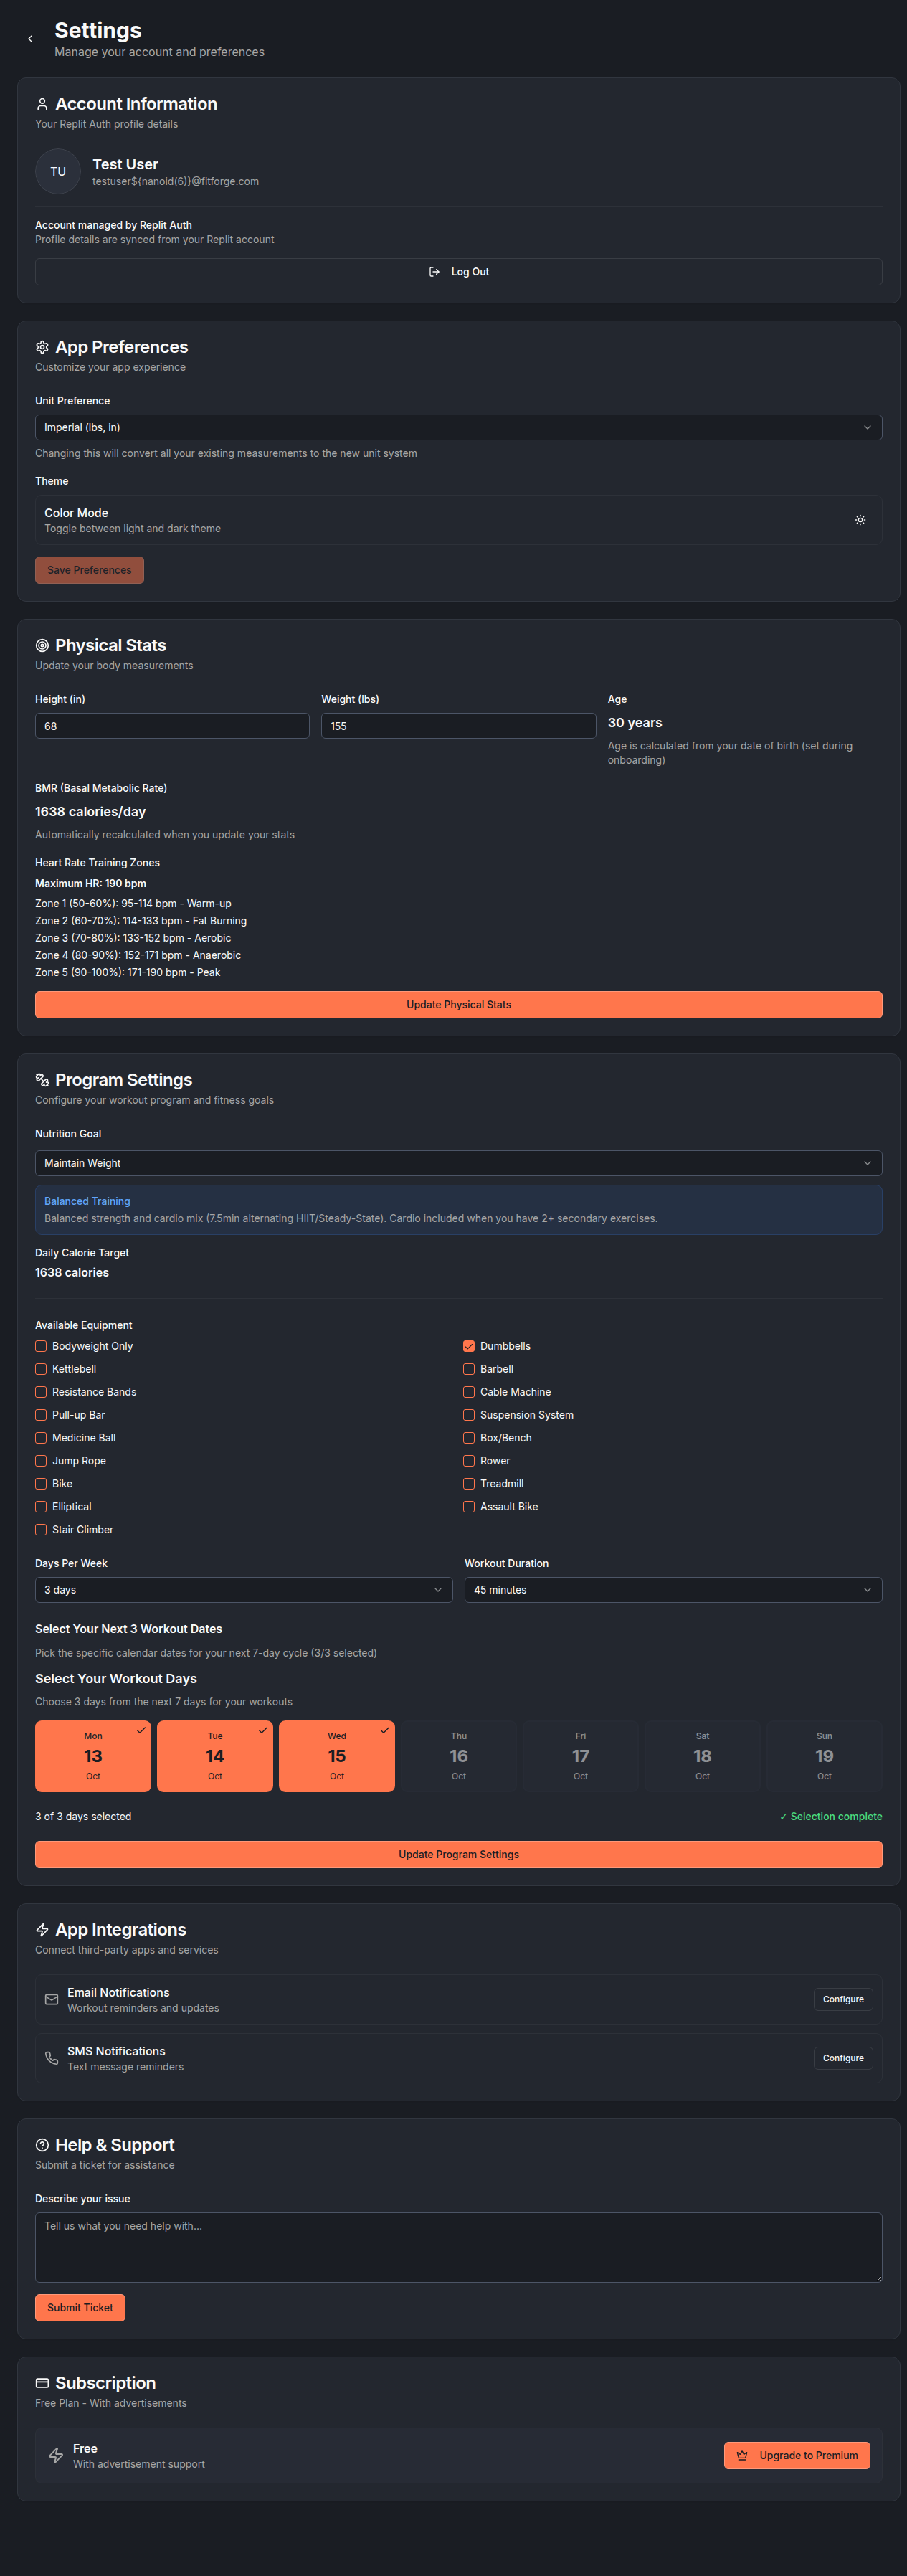 Settings
Manage your account and preferences
Account Information
Your Replit Auth profile details
TU
Test User
testuser${nanoid(6)}@fitforge.com
Account managed by Replit Auth
Profile details are synced from your Replit account
Log Out
App Preferences
Customize your app experience
Unit Preference
Imperial (lbs, in)
Changing this will convert all your existing measurements to the new unit system
Theme
Color Mode
Toggle between light and dark theme
Save Preferences
Physical Stats
Update your body measurements
Height (in)
68
Weight (lbs)
155
Age
30 years
Age is calculated from your date of birth (set during
onboarding)
BMR (Basal Metabolic Rate)
1638 calories/day
Automatically recalculated when you update your stats
Heart Rate Training Zones
Maximum HR: 190 bpm
Zone 1 (50-60%): 95-114 bpm - Warm-up
Zone 2 (60-70%): 114-133 bpm - Fat Burning
Zone 3 (70-80%): 133-152 bpm - Aerobic
Zone 4 (80-90%): 152-171 bpm - Anaerobic
Zone 5 (90-100%): 171-190 bpm - Peak
Update Physical Stats
Program Settings
Configure your workout program and fitness goals
Nutrition Goal
Maintain Weight
Balanced Training
Balanced strength and cardio mix (7.5min alternating HIIT/Steady-State). Cardio included when you have 2+ secondary exercises.
Daily Calorie Target
1638 calories
Available Equipment
Bodyweight Only
Dumbbells
Kettlebell
Barbell
Resistance Bands
Cable Machine
Pull-up Bar
Suspension System
Medicine Ball
Box/Bench
Jump Rope
Rower
Bike
Treadmill
Elliptical
Assault Bike
Stair Climber
Days Per Week
3 days
Workout Duration
45 minutes
Select Your Next 3 Workout Dates
Pick the specific calendar dates for your next 7-day cycle (3/3 selected)
Select Your Workout Days
Choose 3 days from the next 7 days for your workouts
Mon
13
Oct
Tue
14
Oct
Wed
15
Oct
Thu
16
Oct
Fri
17
Oct
Sat
18
Oct
Sun
19
Oct
3 of 3 days selected
✓ Selection complete
Update Program Settings
App Integrations
Connect third-party apps and services
Email Notifications
Workout reminders and updates
Configure
SMS Notifications
Text message reminders
Configure
Help & Support
Submit a ticket for assistance
Describe your issue
Tell us what you need help with...
Submit Ticket
Subscription
Free Plan - With advertisements
Free
With advertisement support
Upgrade to Premium